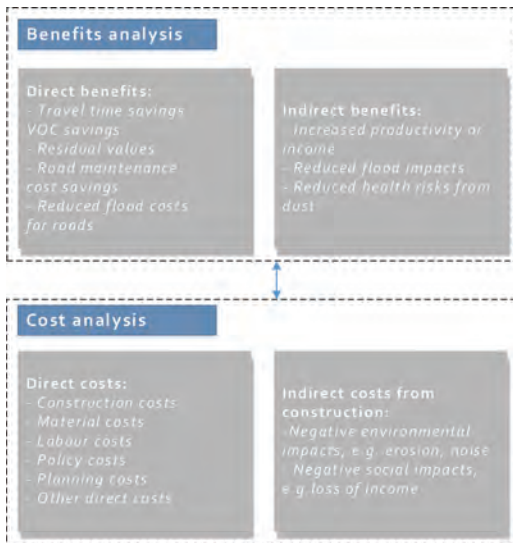 Benefits analysis
Direct benefits:
- Travel time savings
VOC savings
- Residual values
- Road maintenance
cost savings
- Reduced flood costs
for roads
Indirect benefits:
- Increased productivity or
income
- Reduced flood impacts
- Reduced health risks from
dust
Cost analysis
Direct costs:
- Construction costs
- Material costs
- Labour costs
- Policy costs
- Planning costs
- Other direct costs
Indirect costs from
construction:
-Negative environmental
impacts, e.g. erosion, noise
- Negative social impacts,
e.g.loss of income